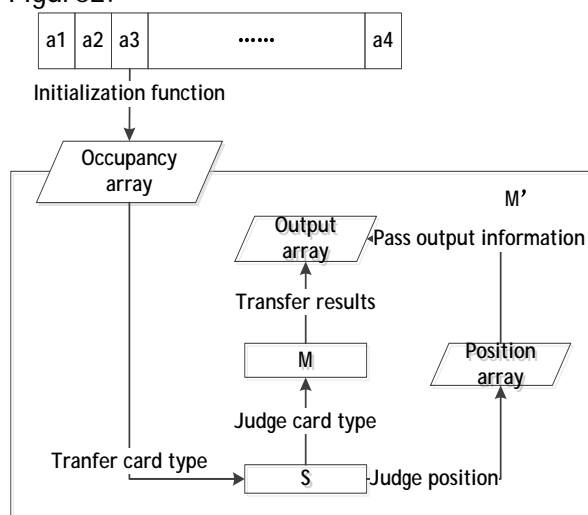 a1 a2 a3 ...... a4
Initialization function
Occupancy
array
M'
Output
array
Pass output information
Transfer results
M
Position
array
Judge card type
Tranfer card type
S
Judge position